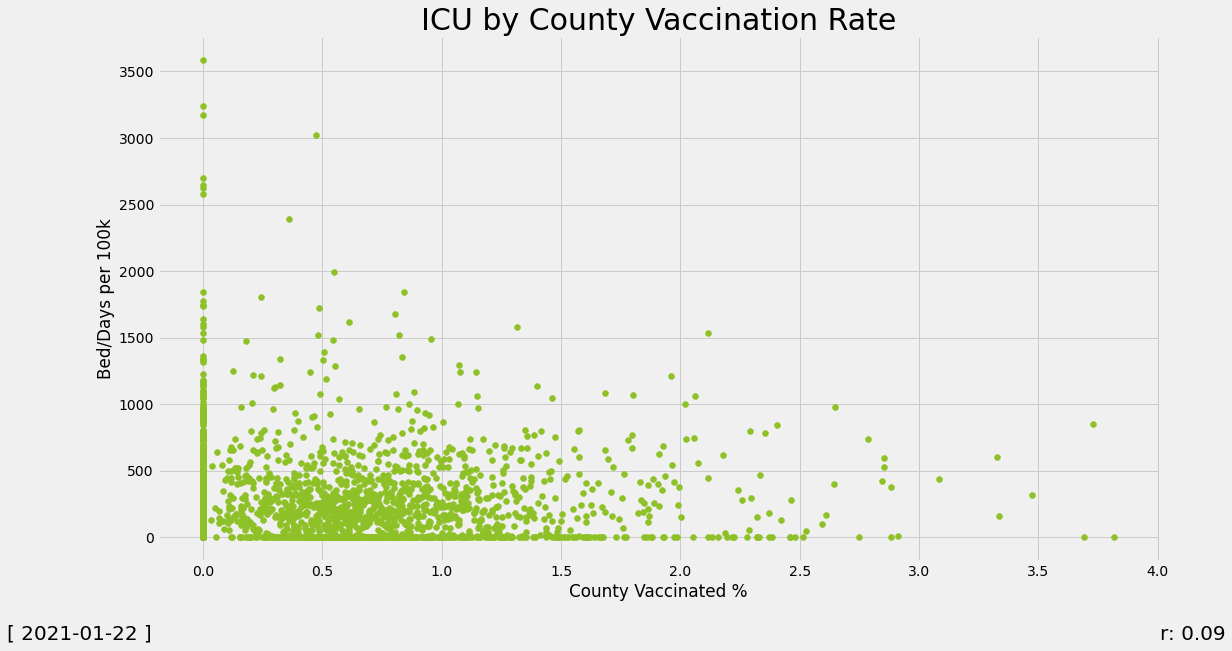 ICU by County Vaccination Rate
3500
3000
2500
2000
1500
1000
500
0
Bed/Days per 100k
0.0 0.5 1.0 1.5 2.0 2.5 3.0 3.5 4.0
County Vaccinated %
[ 2021-01-22 ] r: 0.09